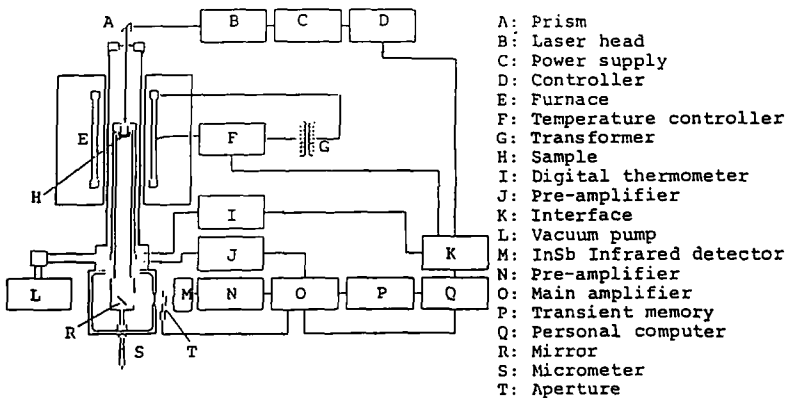 A
B
C
D
E
F
G
H
I
J
K
L
M
N
O
P
Q
R
S
T
A: Prism
B: Laser head
C: Power supply
D: Controller
E: Furnace
F: Temperature controller
G: Transformer
H: Sample
I: Digital thermometer
J: Pre-amplifier
K: Interface
L: Vacuum pump
M: InSb Infrared detector
N: Pre-amplifier
O: Main amplifier
P: Transient memory
Q: Personal computer
R: Mirror
S: Micrometer
T: Aperture